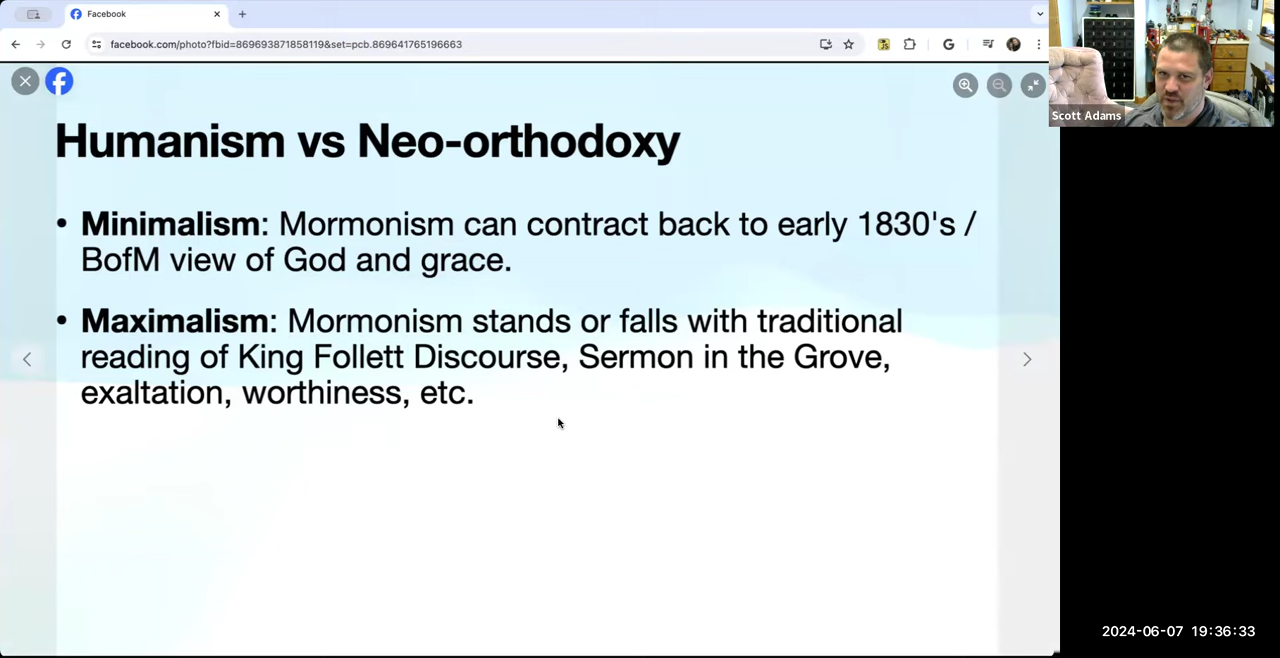 Facebook
facebook.com/photo?fbid=869693871858119&set=pcb.869641765196663
Scott Adams
Humanism vs Neo-orthodoxy
• Minimalism: Mormonism can contract back to early 1830's /
BofM view of God and grace.
• Maximalism: Mormonism stands or falls with traditional
reading of King Follett Discourse, Sermon in the Grove,
exaltation, worthiness, etc.
2024-06-07 19:36:33